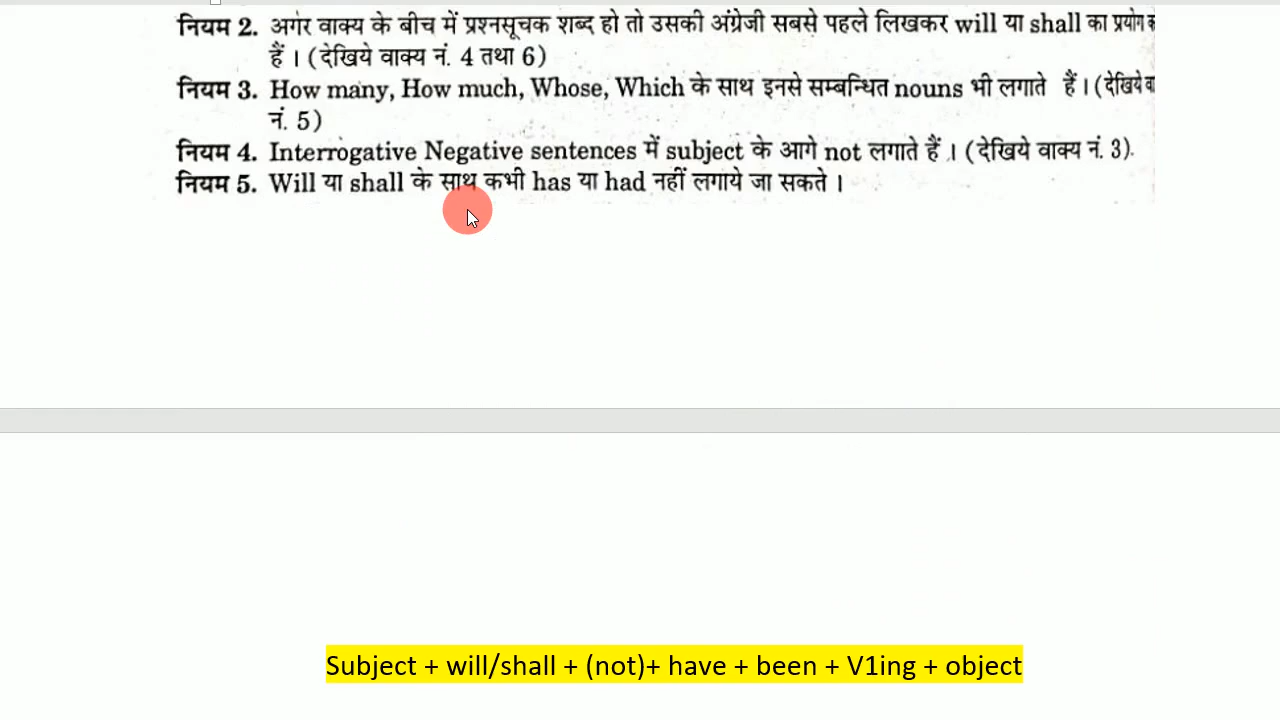 नियम 2. अगर वाक्य के बीच में प्रश्नसूचक शब्द हो तो उसकी अंग्रेजी सबसे पहले लिखकर will या shall का प्रयोग
हैं । (देखिये वाक्य नं. 4 तथा 6)
नियम 3. How many, How much, Whose, Which के साथ इनसे सम्बन्धित nouns भी लगाते हैं । (देखिये
नं. 5)
नियम 4. Interrogative Negative sentences में subject के आगे not लगाते हैं । (देखिये वाक्य नं. 3).
नियम 5. Will या shall के साथ कभी has या had नहीं लगाये जा सकते ।
Subject + will/shall + (not)+ have + been + V1ing + object